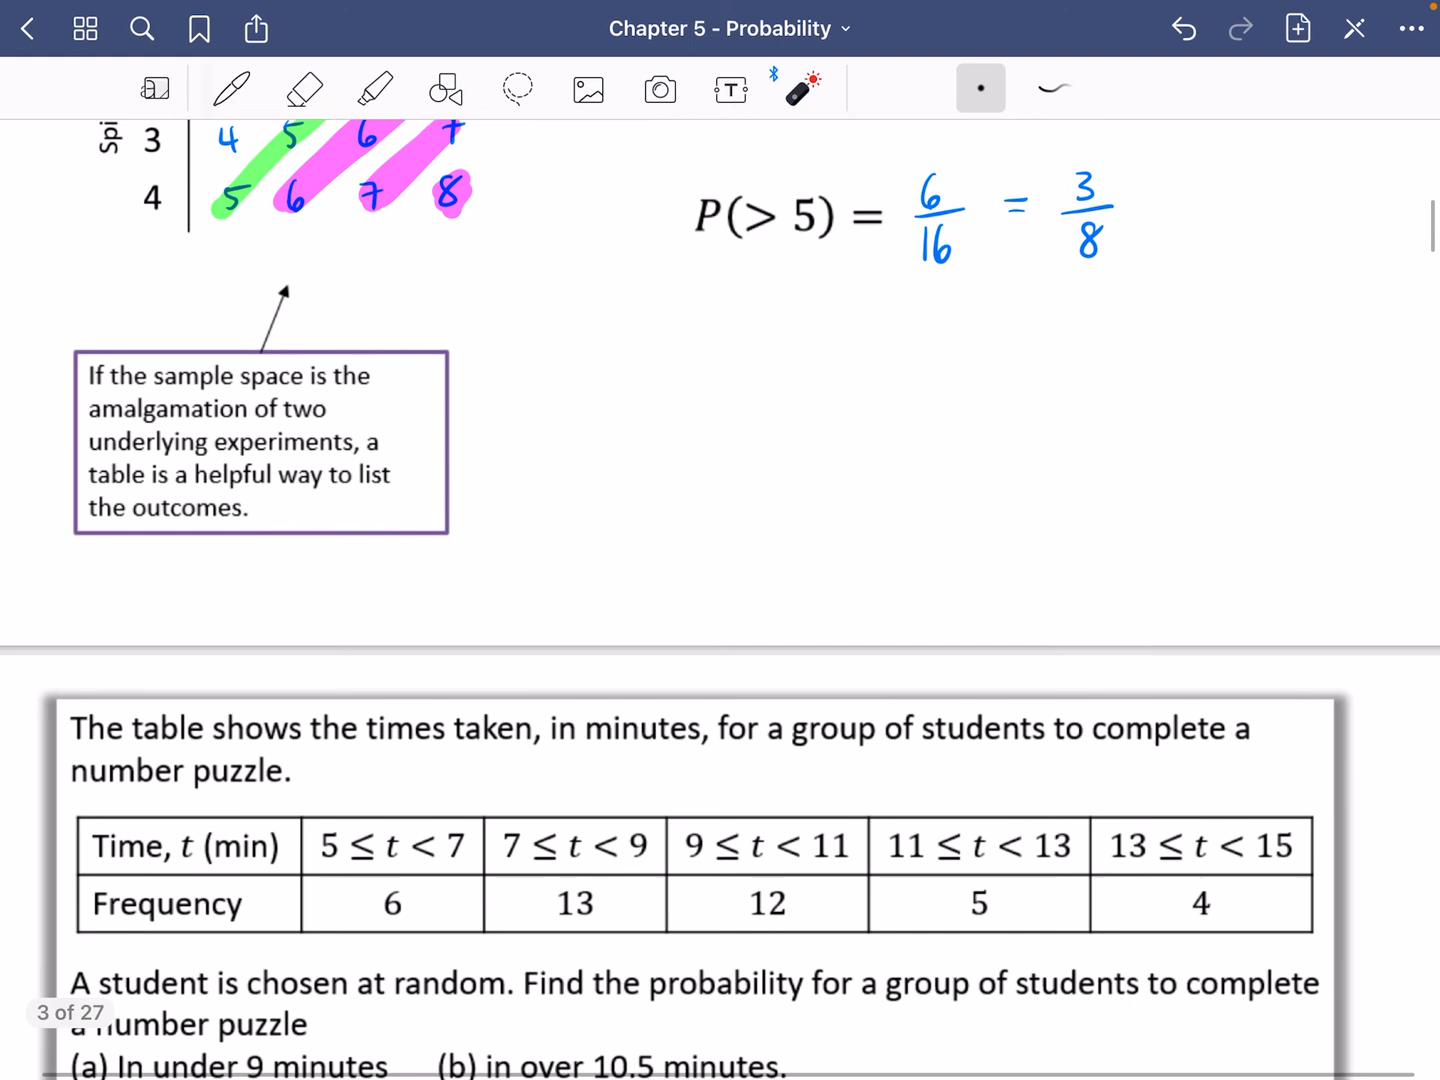 Chapter 5 - Probability
T
Spi
3 4 5 6 7
4 5 6 7 8
P(> 5) = 6/16 = 3/8
If the sample space is the
amalgamation of two
underlying experiments, a
table is a helpful way to list
the outcomes.
The table shows the times taken, in minutes, for a group of students to complete a
number puzzle.
Time, t (min) 5 ≤ t < 7 7 ≤ t < 9 9 ≤ t < 11 11 ≤ t < 13 13 ≤ t < 15
Frequency 6 13 12 5 4
A student is chosen at random. Find the probability for a group of students to complete
3 of 27
a number puzzle
(a) In under 9 minutes (b) in over 10.5 minutes.